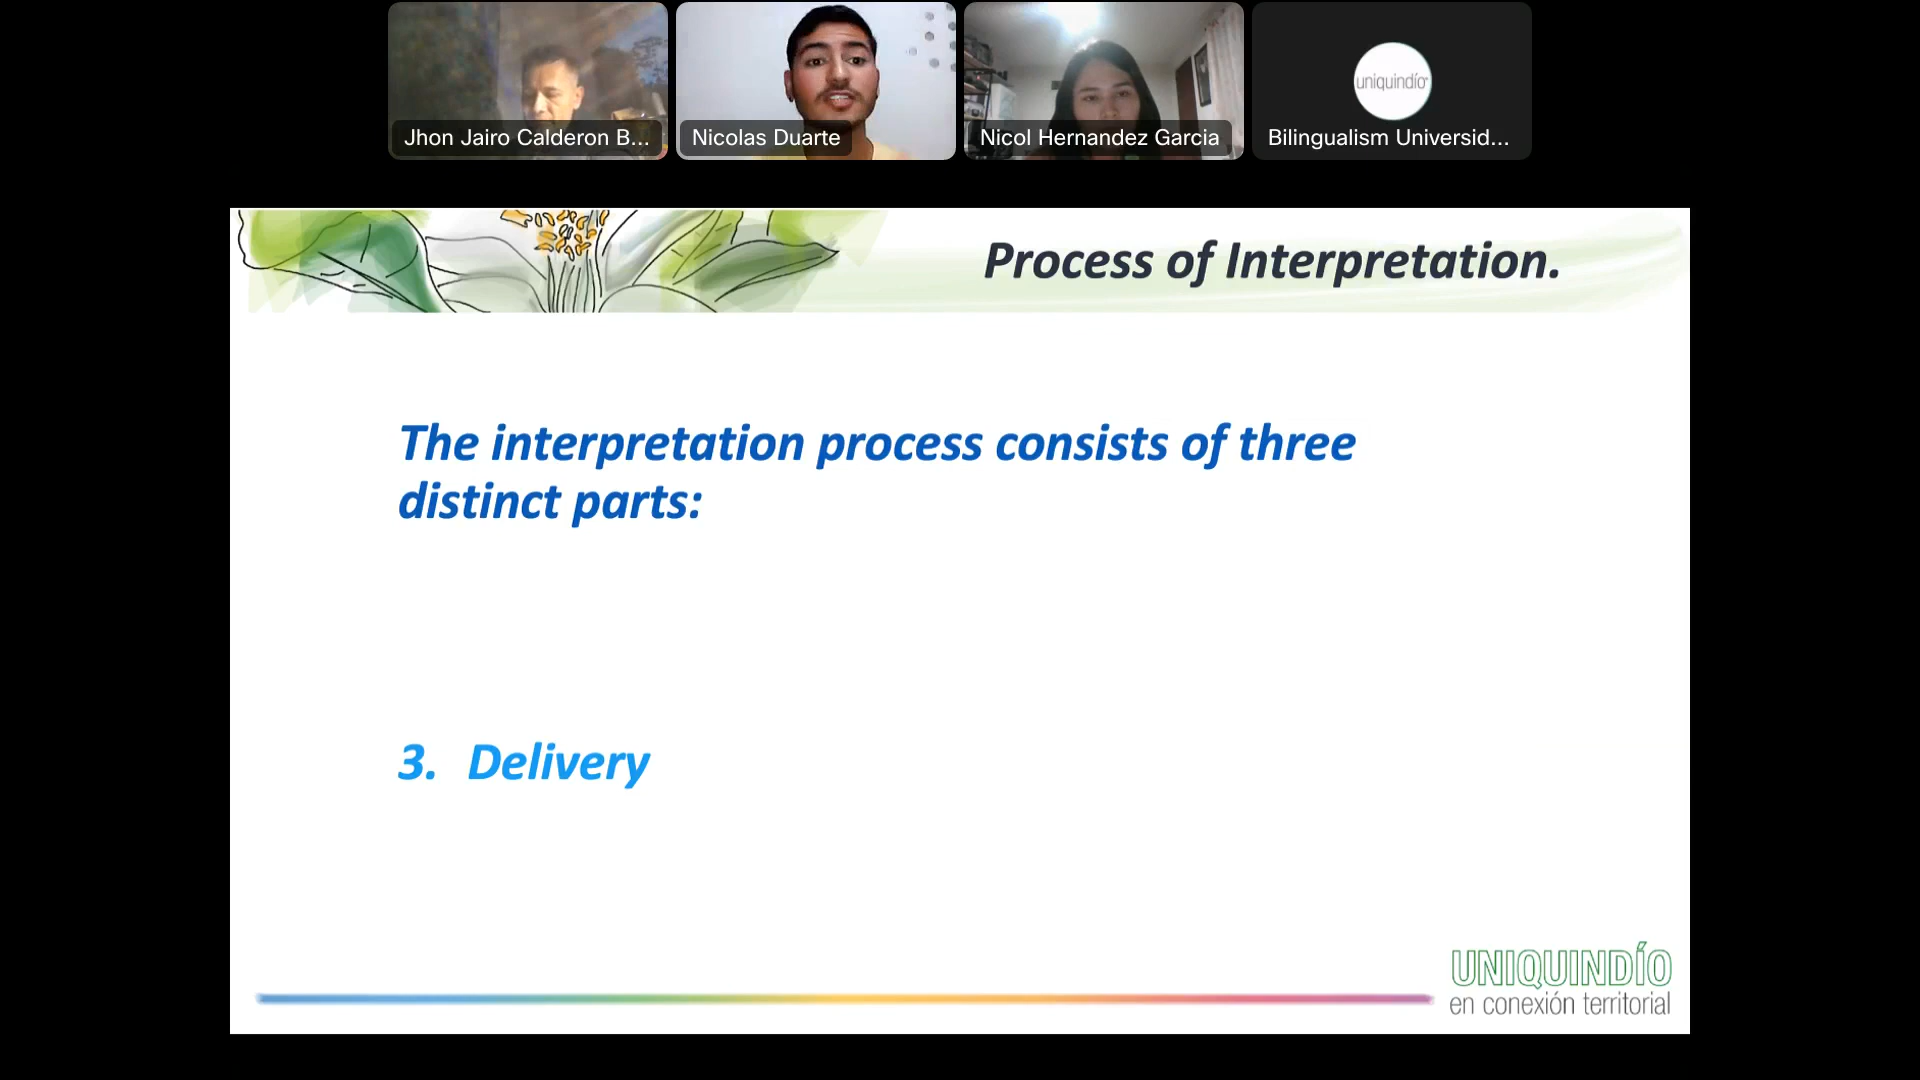 Jhon Jairo Calderon B...
Nicolas Duarte
Nicol Hernandez Garcia
uniquindío
Bilingualism Universid...
Process of Interpretation.
The interpretation process consists of three
distinct parts:
3. Delivery
UNIQUINDÍO
en conexión territorial